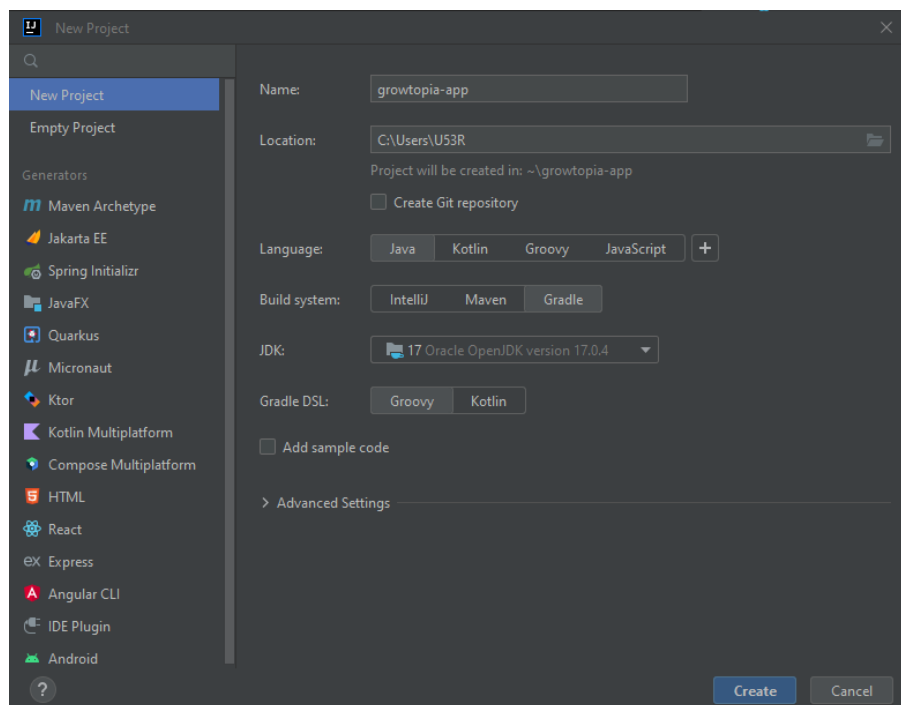 New Project
New Project
Empty Project
Generators
Maven Archetype
Jakarta EE
Spring Initializr
JavaFX
Quarkus
Micronaut
Ktor
Kotlin Multiplatform
Compose Multiplatform
HTML
React
ex Express
Angular CLI
IDE Plugin
Android
?
Name: growtopia-app
Location: C:\Users\U53R
Project will be created in: ~\growtopia-app
Create Git repository
Language: Java Kotlin Groovy JavaScript +
Build system: IntelliJ Maven Gradle
JDK: 17 Oracle OpenJDK version 17.0.4
Gradle DSL: Groovy Kotlin
Add sample code
Advanced Settings
Create Cancel